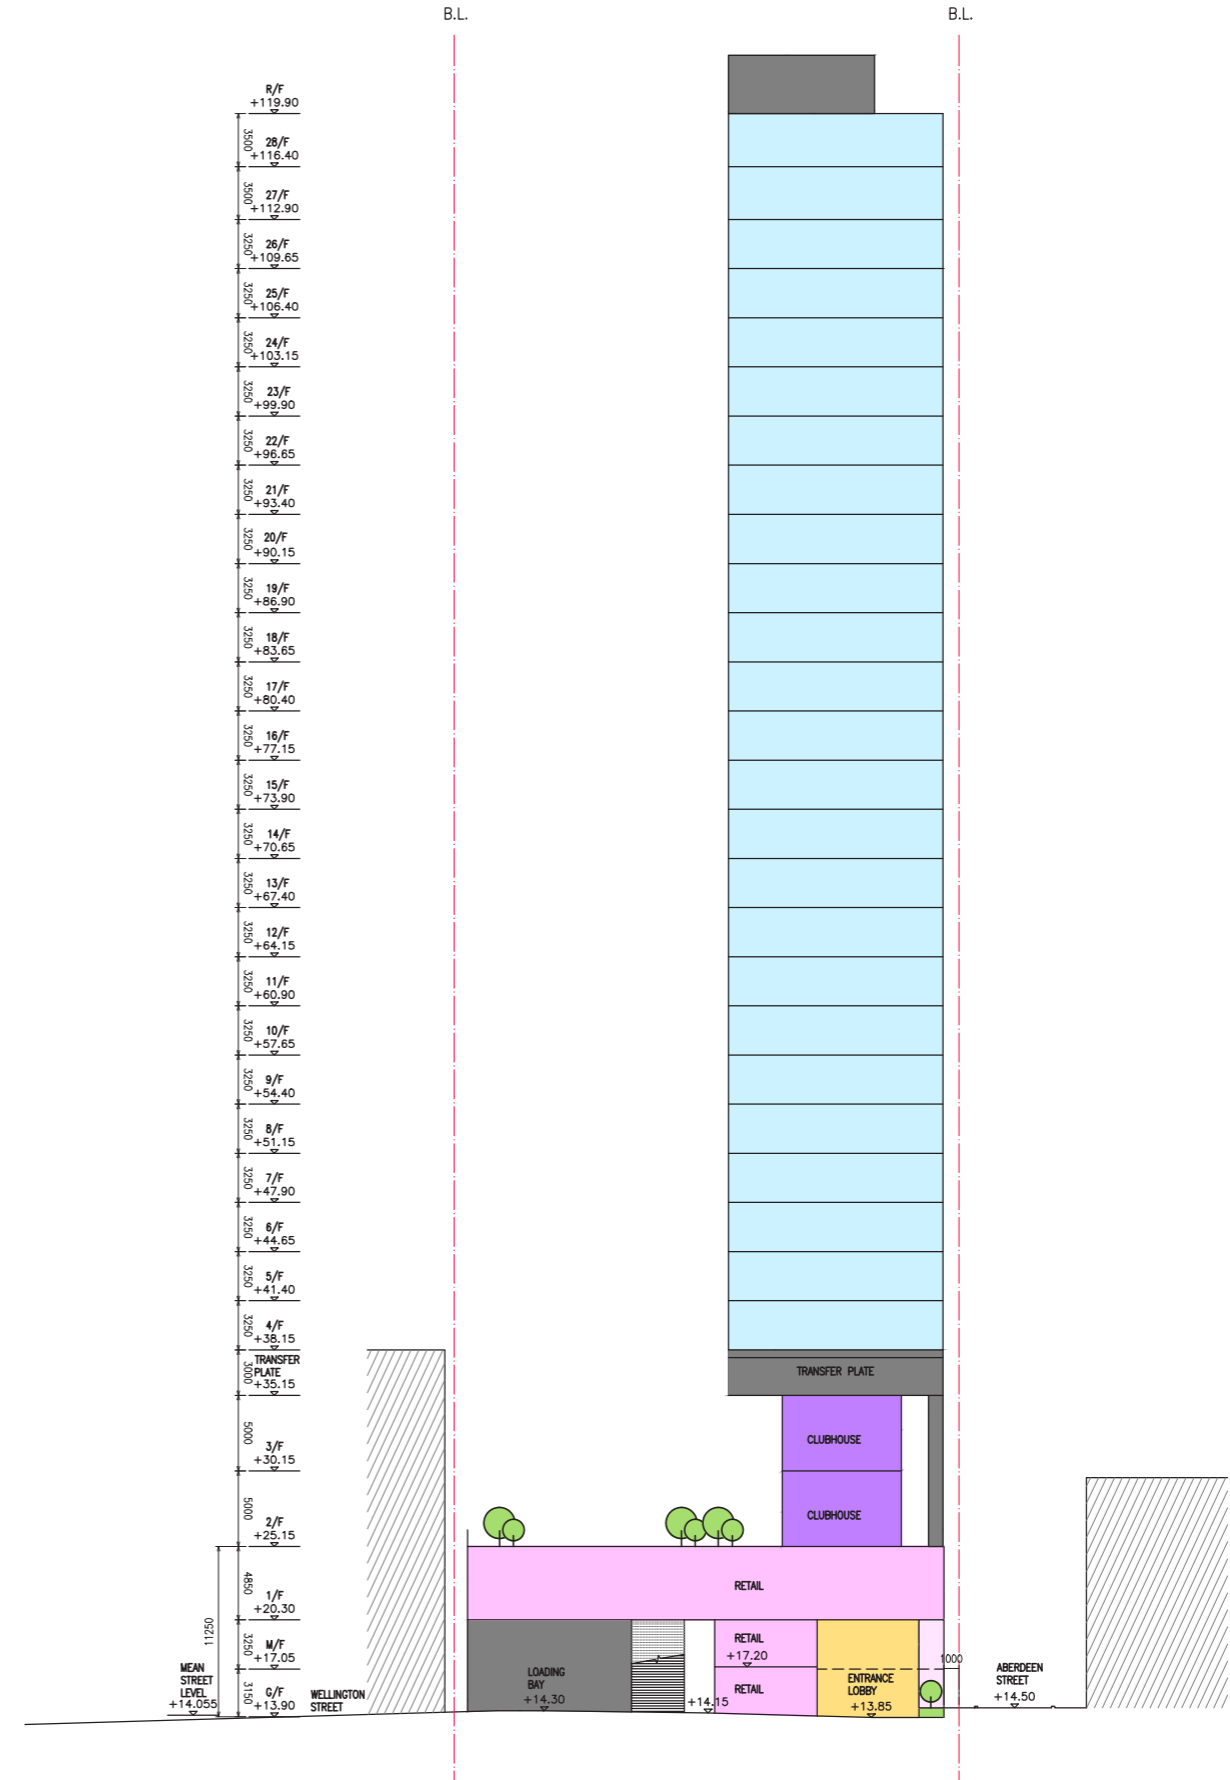 B.L.
B.L.
R/F
+119.90
3500
28/F
+116.40
3500
27/F
+112.90
3250
26/F
+109.65
3250
25/F
+106.40
3250
24/F
+103.15
3250
23/F
+99.90
3250
22/F
+96.65
3250
21/F
+93.40
3250
20/F
+90.15
3250
19/F
+86.90
3250
18/F
+83.65
3250
17/F
+80.40
3250
16/F
+77.15
3250
15/F
+73.90
3250
14/F
+70.65
3250
13/F
+67.40
3250
12/F
+64.15
3250
11/F
+60.90
3250
10/F
+57.65
3250
9/F
+54.40
3250
8/F
+51.15
3250
7/F
+47.90
3250
6/F
+44.65
3250
5/F
+41.40
3250
4/F
+38.15
3000
TRANSFER
PLATE
+35.15
TRANSFER PLATE
5000
3/F
+30.15
CLUBHOUSE
5000
2/F
+25.15
CLUBHOUSE
4850
1/F
+20.30
RETAIL
11250
3250
M/F
+17.05
RETAIL
+17.20
1000
MEAN
STREET
LEVEL
+14.055
3150
G/F
+13.90
WELLINGTON
STREET
LOADING
BAY
+14.30
+14.15
RETAIL
ENTRANCE
LOBBY
+13.85
ABERDEEN
STREET
+14.50